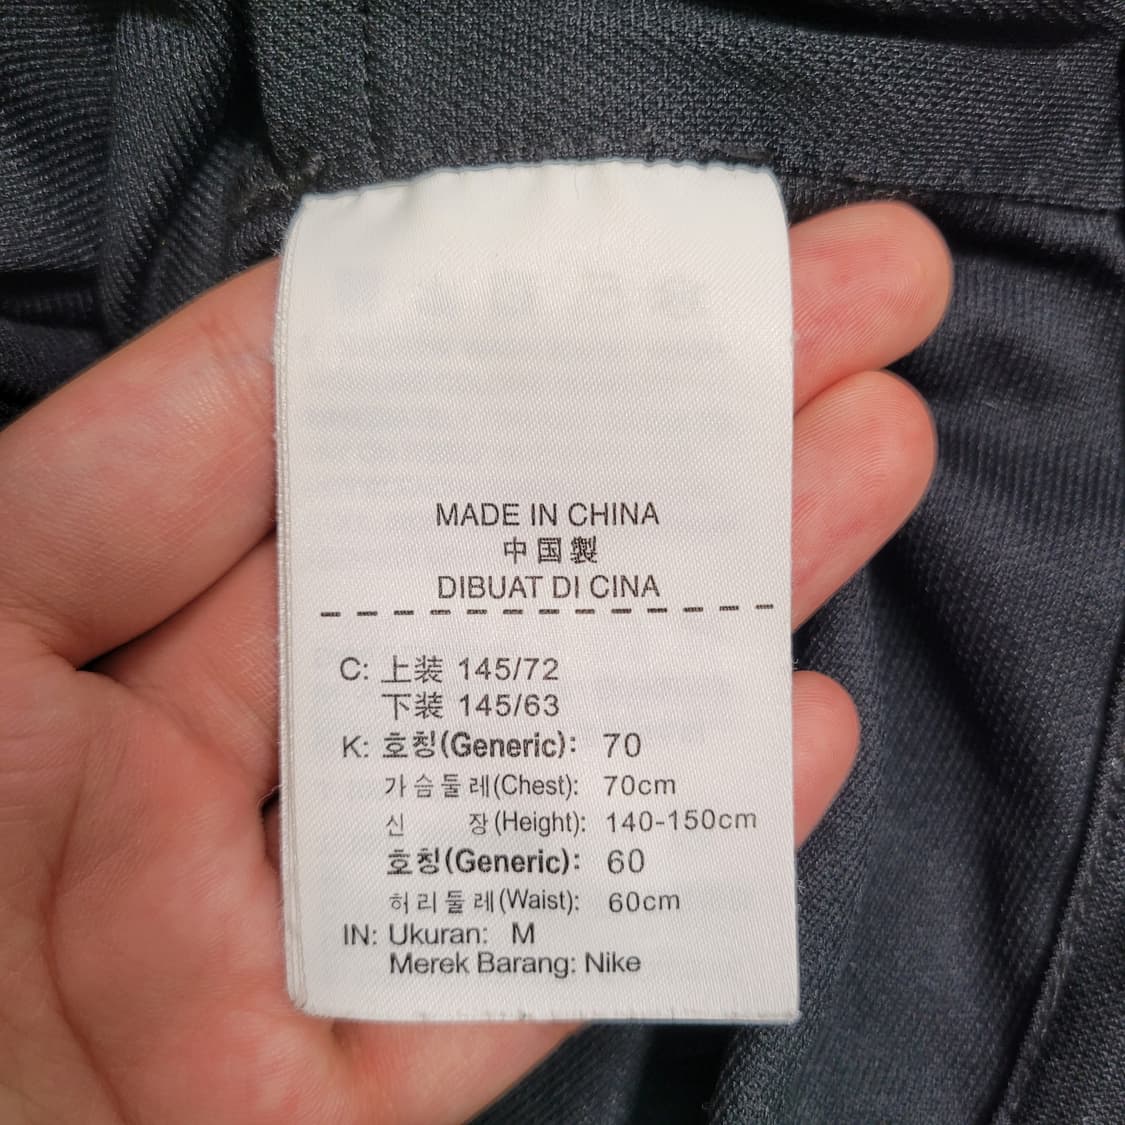 MADE IN CHINA
中国製
DIBUAT DI CINA
C: 上装 145/72
下装 145/63
K: 호칭(Generic): 70
가슴둘레(Chest): 70cm
신 장(Height): 140-150cm
호칭(Generic): 60
허리둘레(Waist): 60cm
IN: Ukuran: M
Merek Barang: Nike